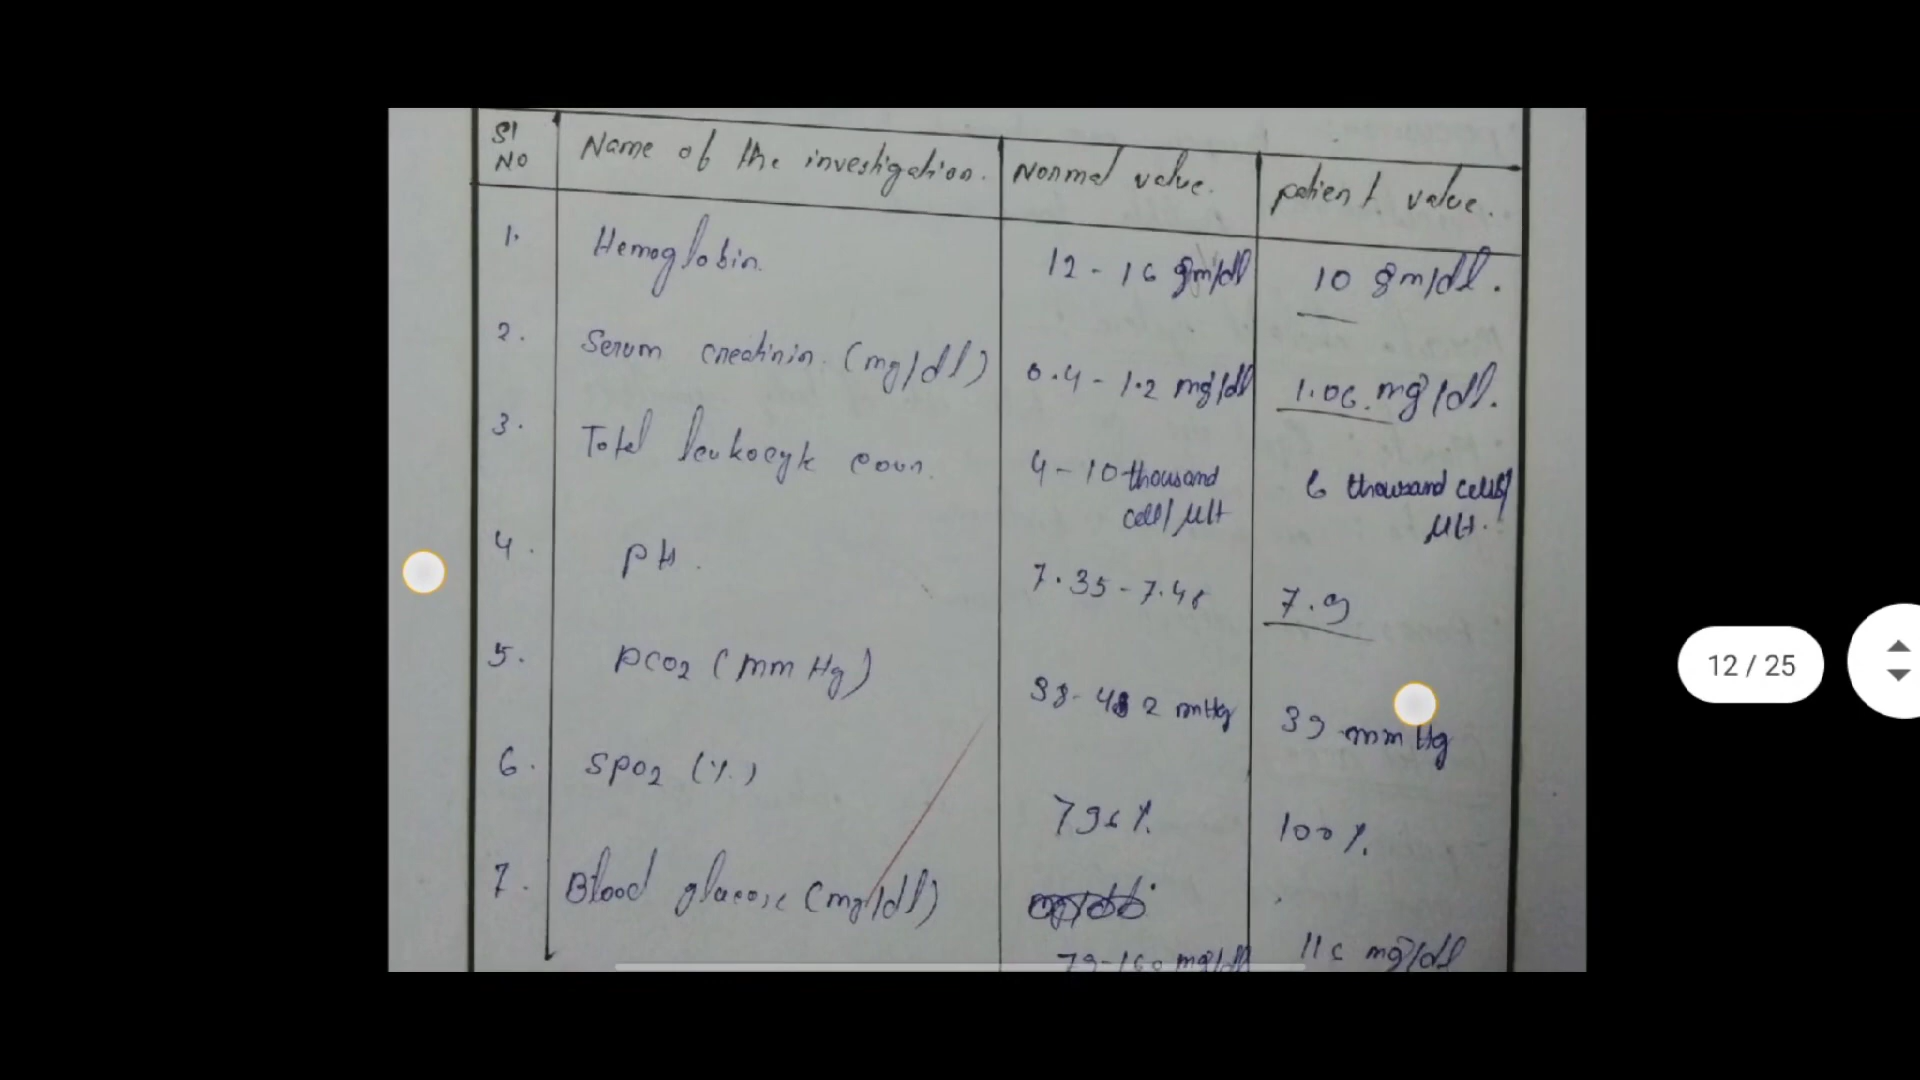 Sl No | Name of the investigation. | Normal value. | patient value.
1. | Hemoglobin. | 12 - 16 gm/dl | 10 gm/dl.
2. | Serum creatinin. (mg/dl) | 0.4 - 1.2 mg/dl | 1.06. mg/dl.
3. | Total leukocyte coun. | 4 - 10 thousand cell/ | 6 thousand cells/
4. | PH. | 7.35 - 7.45 | 7.9
5. | PCO2 (mm Hg) | 38 - 42 mmHg | 39 mm Hg
6. | SPO2 (%) | 100%.
7. | Blood glucose (mg/dl) | mg/dl | 116 mg/dl
12 / 25